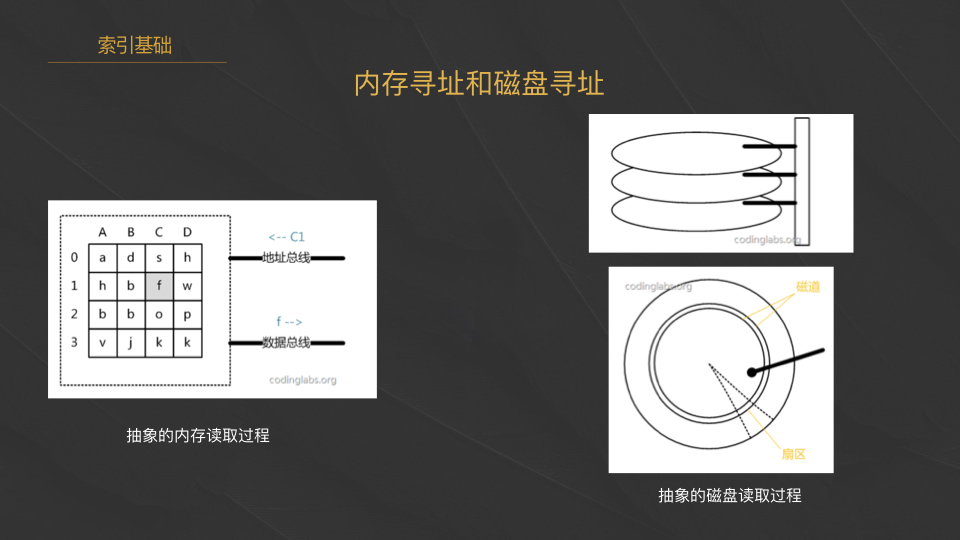 索引基础
内存寻址和磁盘寻址
A B C D
0 a d s h
1 h b f w
2 b b o p
3 v j k k
<-- C1
地址总线
f -->
数据总线
codinglabs.org
抽象的内存读取过程
codinglabs.org
codinglabs.org
磁道
扇区
抽象的磁盘读取过程